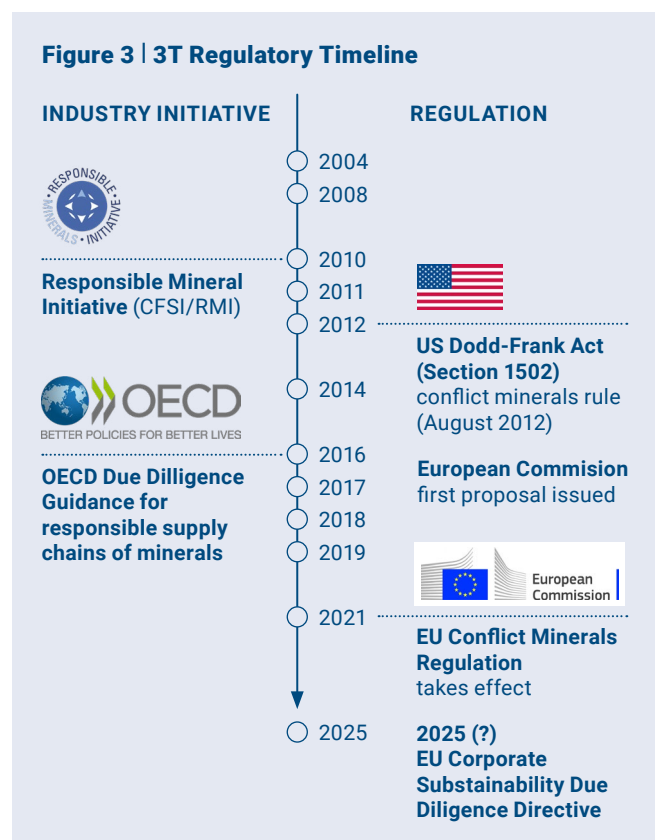 Figure 3 | 3T Regulatory Timeline
INDUSTRY INITIATIVE
REGULATION
2004
2008
RESPONSIBLE • MINERALS • INITIATIVE •
2010
Responsible Mineral
Initiative (CFSI/RMI)
2011
2012
US Dodd-Frank Act
(Section 1502)
conflict minerals rule
(August 2012)
2014
OECD
BETTER POLICIES FOR BETTER LIVES
2016
OECD Due Dilligence
Guidance for
responsible supply
chains of minerals
European Commision
first proposal issued
2017
2018
2019
European
Commission
2021
EU Conflict Minerals
Regulation
takes effect
2025
2025 (?)
EU Corporate
Substainability Due
Diligence Directive